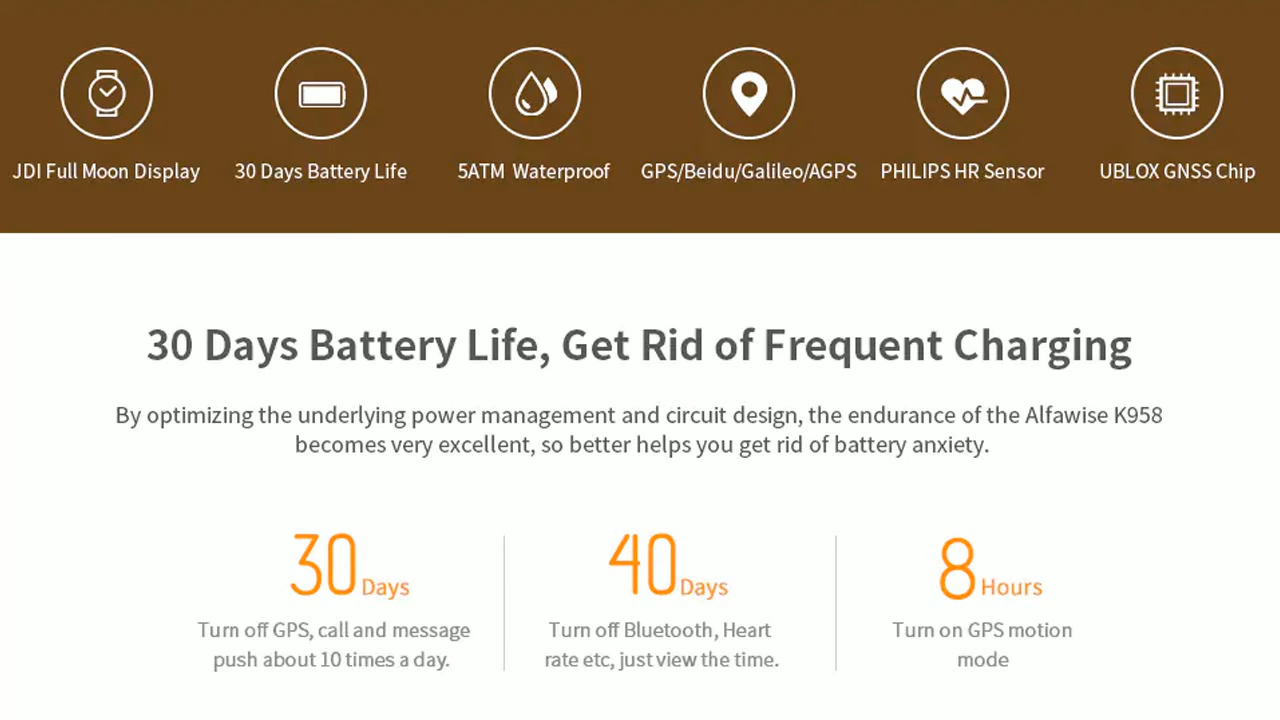 JDI Full Moon Display
30 Days Battery Life
5ATM Waterproof
GPS/Beidu/Galileo/AGPS
PHILIPS HR Sensor
UBLOX GNSS Chip
30 Days Battery Life, Get Rid of Frequent Charging
By optimizing the underlying power management and circuit design, the endurance of the Alfawise K958
becomes very excellent, so better helps you get rid of battery anxiety.
30 Days
Turn off GPS, call and message
push about 10 times a day.
40 Days
Turn off Bluetooth, Heart
rate etc, just view the time.
8 Hours
Turn on GPS motion
mode